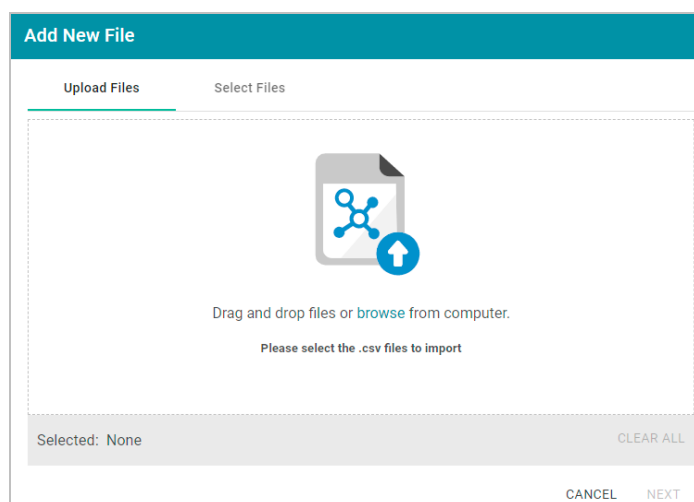 Add New File
Upload Files Select Files
Drag and drop files or browse from computer.
Please select the .csv files to import
Selected: None CLEAR ALL
CANCEL NEXT